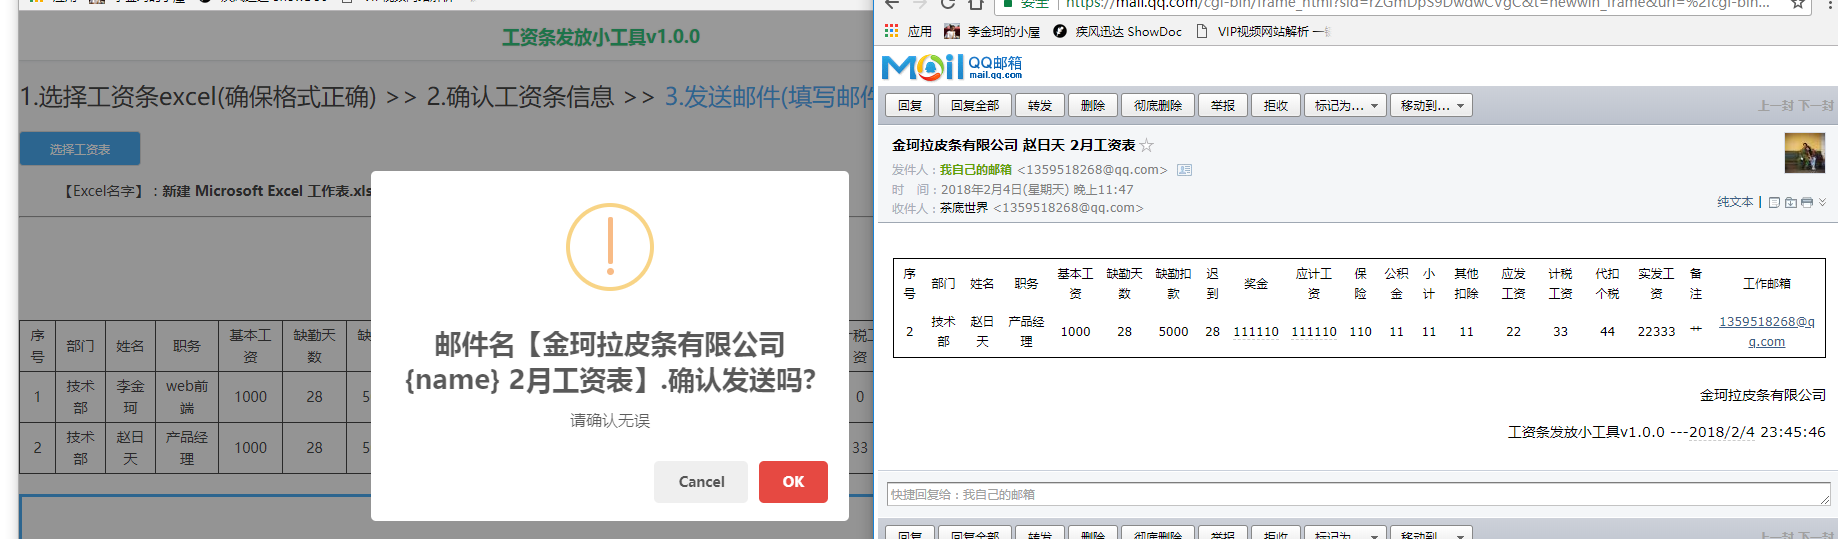 工资条发放小工具v1.0.0
1.选择工资条excel(确保格式正确) >> 2.确认工资条信息 >> 3.发送邮件(填写邮件
选择工资表
【Excel名字】：新建 Microsoft Excel 工作表.xls
序号 部门 姓名 职务 基本工资 缺勤天数
1 技术部 李金珂 web前端 1000 28 5 0
2 技术部 赵日天 产品经理 1000 28 5 33
邮件名【金珂拉皮条有限公司
{name} 2月工资表】.确认发送吗?
请确认无误
Cancel OK
安全 https://mail.qq.com/cgi-bin/frame_html?sid=rZGmDpS9DwdwCVgC&t=newwin_frame&url=%2fcgi-bin...
应用 李金珂的小屋 疾风迅达 ShowDoc VIP视频网站解析 一
Mail QQ邮箱
mail.qq.com
回复 回复全部 转发 删除 彻底删除 举报 拒收 标记为... 移动到... 上一封 下一封
金珂拉皮条有限公司 赵日天 2月工资表
发件人：我自己的邮箱 <1359518268@qq.com>
时 间：2018年2月4日(星期天) 晚上11:47
收件人：茶底世界 <1359518268@qq.com>
纯文本 |
序号 部门 姓名 职务 基本工资 缺勤天数 缺勤扣款 迟到 奖金 应计工资 保险 公积金 小计 其他扣除 应发工资 计税工资 代扣个税 实发工资 备注 工作邮箱
2 技术部 赵日天 产品经理 1000 28 5000 28 111110 111110 110 11 11 11 22 33 44 22333 艹 1359518268@qq.com
金珂拉皮条有限公司
工资条发放小工具v1.0.0 ---2018/2/4 23:45:46
快捷回复给：我自己的邮箱
回复 回复全部 转发 删除 彻底删除 举报 拒收 标记为... 移动到... 上一封 下一封